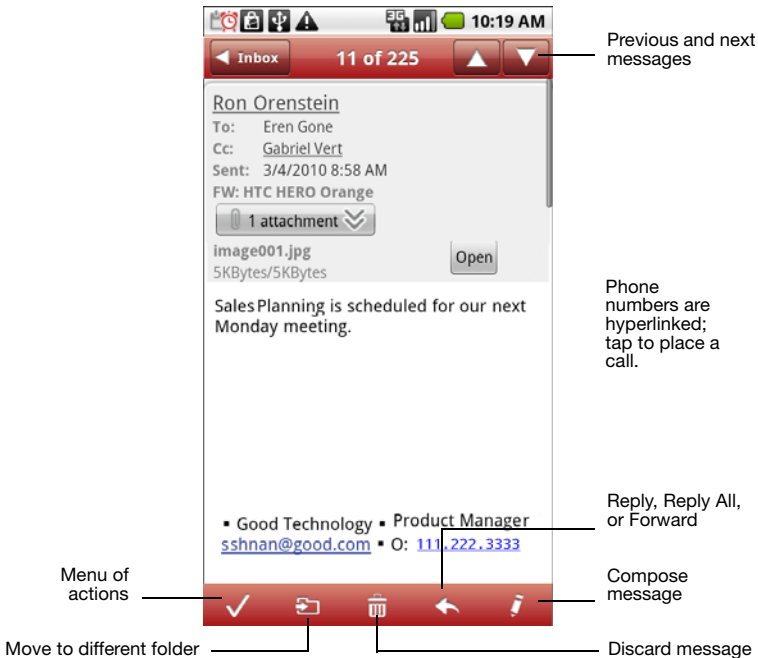 3G 10:19 AM
Inbox 11 of 225
Previous and next
messages
Ron Orenstein
To: Eren Gone
Cc: Gabriel Vert
Sent: 3/4/2010 8:58 AM
FW: HTC HERO Orange
1 attachment
image001.jpg
5KBytes/5KBytes
Open
Sales Planning is scheduled for our next
Monday meeting.
Phone
numbers are
hyperlinked;
tap to place a
call.
▪ Good Technology ▪ Product Manager
sshnan@good.com ▪ O: 111.222.3333
Reply, Reply All,
or Forward
Menu of
actions
Compose
message
Move to different folder
Discard message